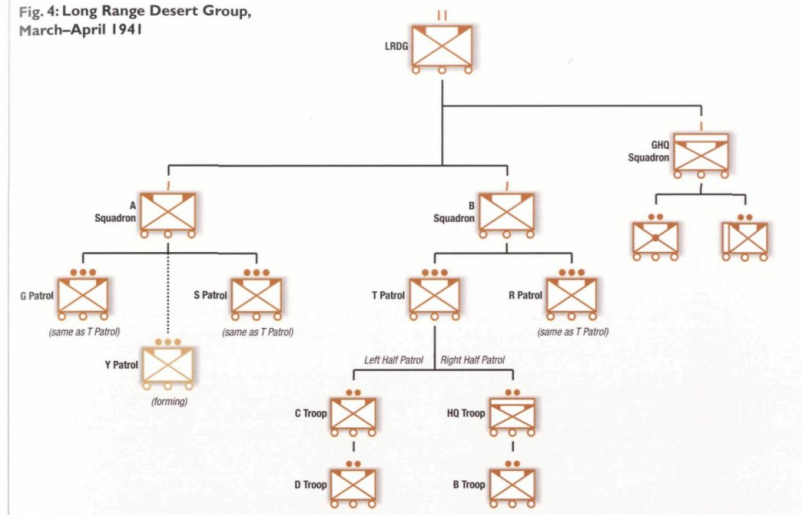 Fig. 4: Long Range Desert Group,
March–April 1941
LRDG
GHQ
Squadron
A
Squadron
B
Squadron
G Patrol
(same as T Patrol)
S Patrol
(same as T Patrol)
T Patrol
R Patrol
(same as T Patrol)
Y Patrol
(forming)
Left Half Patrol
Right Half Patrol
C Troop
HQ Troop
D Troop
B Troop